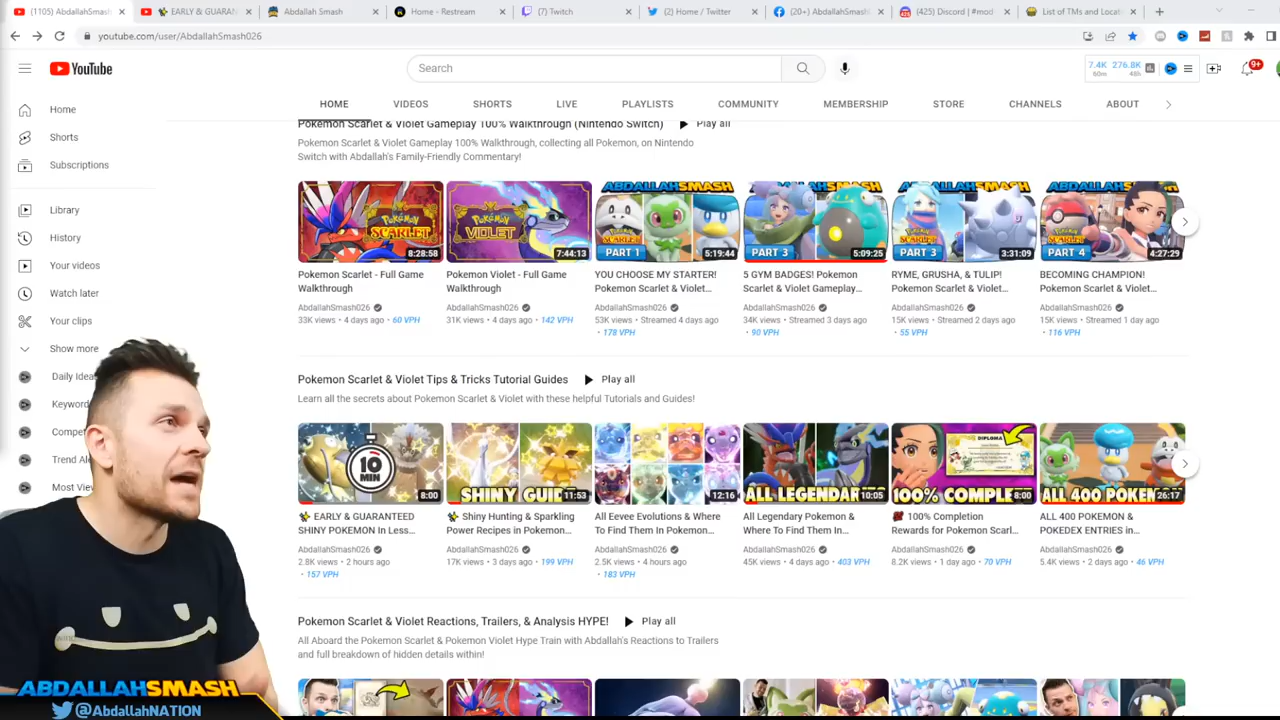 (1105) AbdallahSmash
EARLY & GUARAN
Abdallah Smash
Home - Restream
(7) Twitch
(2) Home / Twitter
(20+) AbdallahSmash
(425) Discord | #mod
List of TMs and Locat
youtube.com/user/AbdallahSmash026
YouTube
Search
7.4K 276.8K
60m 48h
9+
HOME VIDEOS SHORTS LIVE PLAYLISTS COMMUNITY MEMBERSHIP STORE CHANNELS ABOUT
Home
Shorts
Subscriptions
Library
History
Your videos
Watch later
Your clips
Show more
Daily Idea
Keyword
Compet
Trend Ale
Most View
Pokemon Scarlet & Violet Gameplay 100% Walkthrough (Nintendo Switch) Play all
Pokemon Scarlet & Violet Gameplay 100% Walkthrough, collecting all Pokemon, on Nintendo
Switch with Abdallah's Family-Friendly Commentary!
POKÉMON SCARLET 8:28:58
POKÉMON VIOLET 7:44:13
ABDALLAHSMASH PART 1 5:19:44
ABDALLAHSMASH PART 3 5:09:25
ABDALLAHSMASH PART 3 3:31:09
ABDALLAHSMASH PART 4 4:27:29
Pokemon Scarlet - Full Game
Walkthrough
AbdallahSmash026
33K views • 4 days ago • 60 VPH
Pokemon Violet - Full Game
Walkthrough
AbdallahSmash026
31K views • 4 days ago • 142 VPH
YOU CHOOSE MY STARTER!
Pokemon Scarlet & Violet...
AbdallahSmash026
53K views • Streamed 4 days ago
• 178 VPH
5 GYM BADGES! Pokemon
Scarlet & Violet Gameplay...
AbdallahSmash026
34K views • Streamed 3 days ago
• 90 VPH
RYME, GRUSHA, & TULIP!
Pokemon Scarlet & Violet...
AbdallahSmash026
15K views • Streamed 2 days ago
• 55 VPH
BECOMING CHAMPION!
Pokemon Scarlet & Violet...
AbdallahSmash026
15K views • Streamed 1 day ago
• 116 VPH
Pokemon Scarlet & Violet Tips & Tricks Tutorial Guides Play all
Learn all the secrets about Pokemon Scarlet & Violet with these helpful Tutorials and Guides!
10 MIN 8:00
SHINY GUIDE 11:53
12:16
ALL LEGENDARI 10:05
DIPLOMA 100% COMPLE 8:00
ALL 400 POKEM 26:17
EARLY & GUARANTEED
SHINY POKEMON In Less...
AbdallahSmash026
2.8K views • 2 hours ago
• 157 VPH
Shiny Hunting & Sparkling
Power Recipes in Pokemon...
AbdallahSmash026
17K views • 3 days ago • 199 VPH
All Eevee Evolutions & Where
To Find Them In Pokemon...
AbdallahSmash026
2.5K views • 4 hours ago
• 183 VPH
All Legendary Pokemon &
Where To Find Them In...
AbdallahSmash026
45K views • 4 days ago • 403 VPH
100% Completion
Rewards for Pokemon Scarl...
AbdallahSmash026
8.2K views • 1 day ago • 70 VPH
ALL 400 POKEMON &
POKEDEX ENTRIES in...
AbdallahSmash026
5.4K views • 2 days ago • 46 VPH
Pokemon Scarlet & Violet Reactions, Trailers, & Analysis HYPE! Play all
All Aboard the Pokemon Scarlet & Pokemon Violet Hype Train with Abdallah's Reactions to Trailers
and full breakdown of hidden details within!
ABDALLAHSMASH
@AbdallahNATION